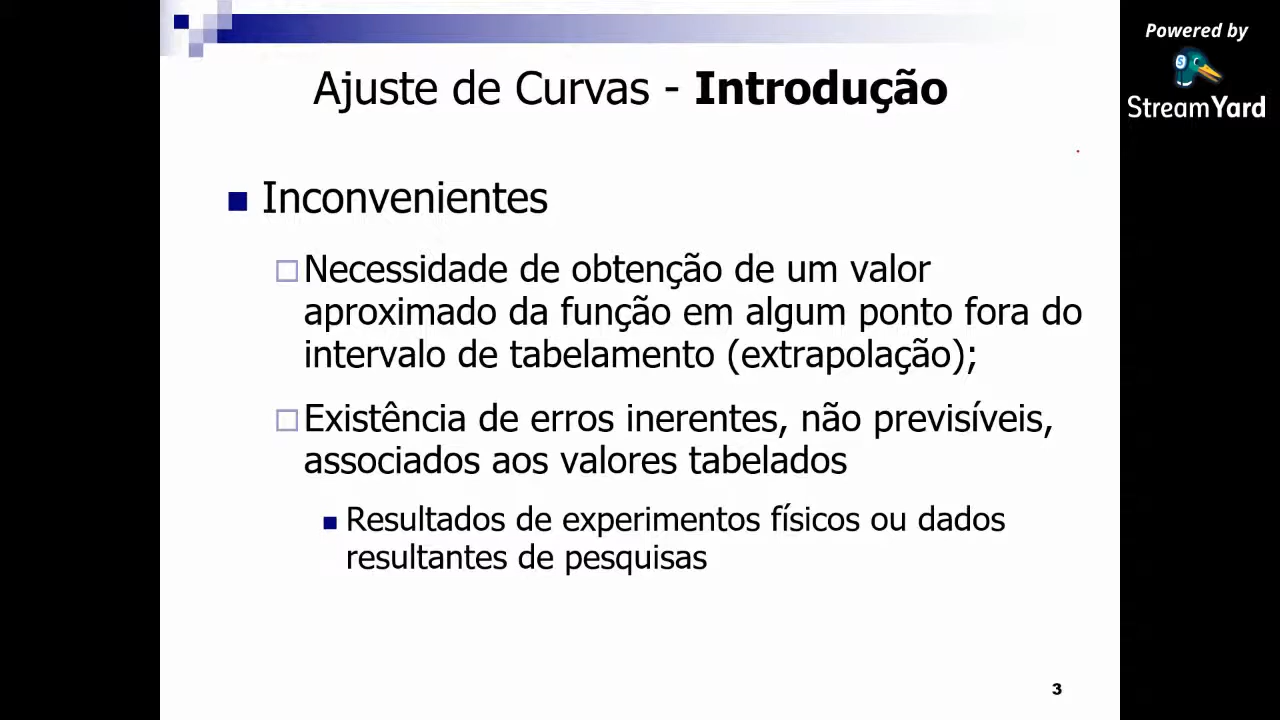 Powered by
StreamYard
Ajuste de Curvas - Introdução
Inconvenientes
Necessidade de obtenção de um valor
aproximado da função em algum ponto fora do
intervalo de tabelamento (extrapolação);
Existência de erros inerentes, não previsíveis,
associados aos valores tabelados
Resultados de experimentos físicos ou dados
resultantes de pesquisas
3